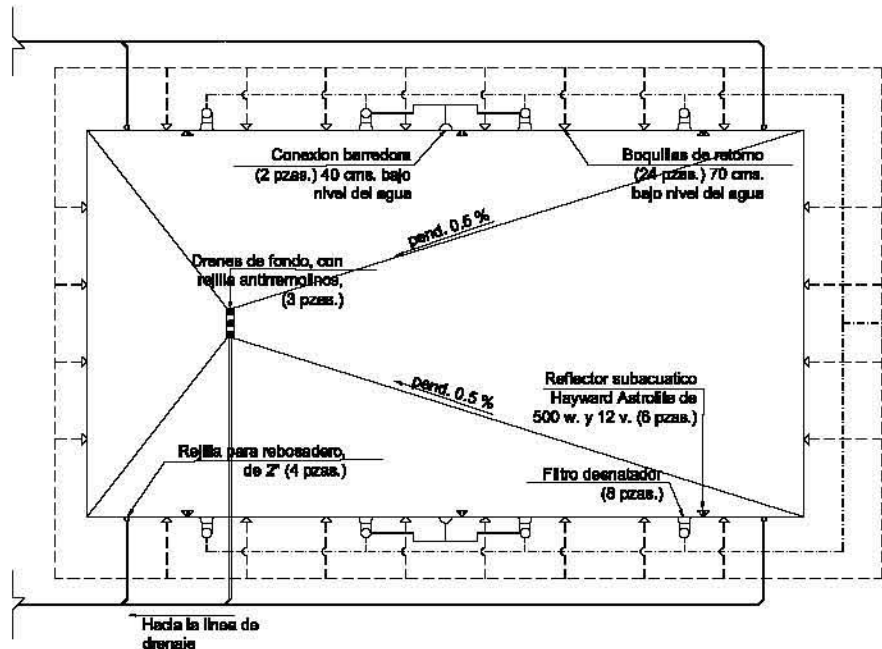 Conexion barredora
(2 pzas.) 40 cms. bajo
nivel del agua
Boquillas de retorno
(24 pzas.) 70 cms.
bajo nivel del agua
pend. 0.5 %
Drenes de fondo, con
rejilla antirremolinos,
(3 pzas.)
pend. 0.5 %
Reflector subacuatico
Hayward Astrolite de
500 w. y 12 v. (6 pzas.)
Rejilla para rebosadero,
de 2" (4 pzas.)
Filtro desnatador
(8 pzas.)
Hacia la linea de
drenaje